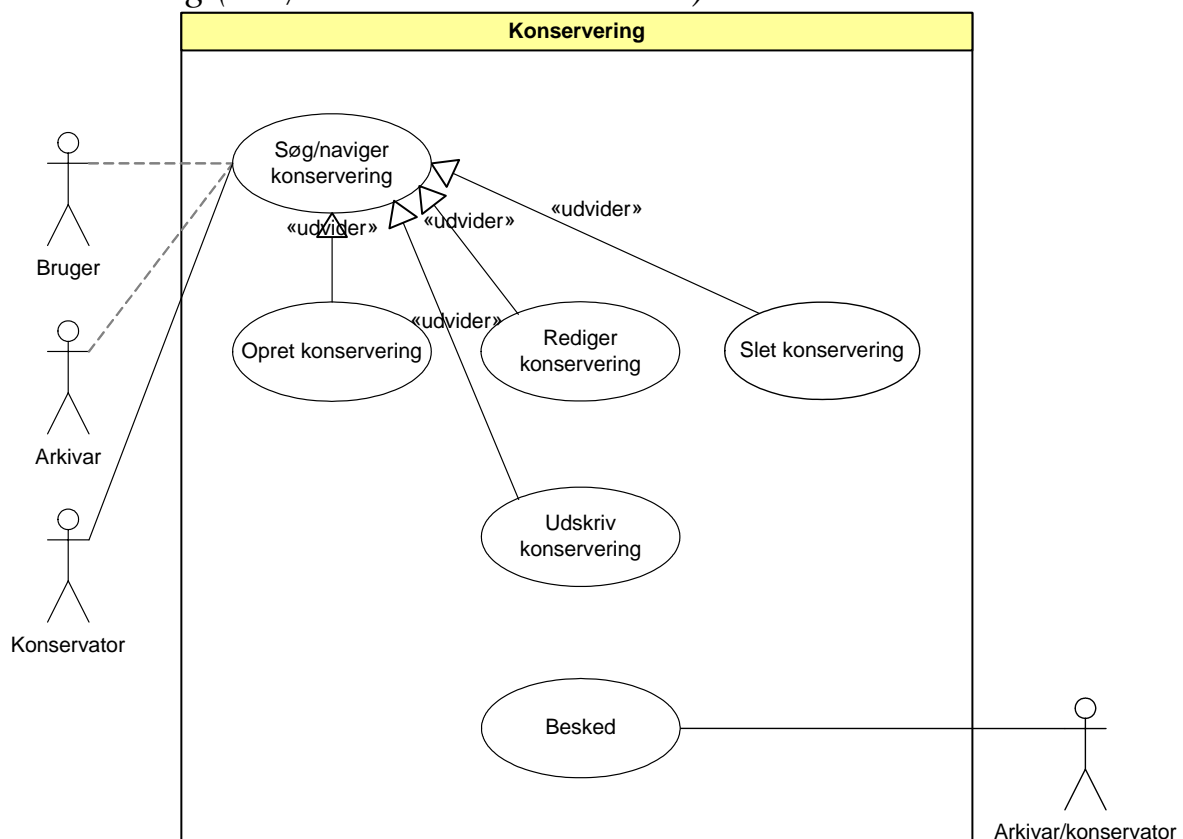 Konservering
Søg/naviger
konservering
«udvider»
«udvider»
«udvider»
«udvider»
Bruger
Opret konservering
Rediger
konservering
Slet konservering
Arkivar
Udskriv
konservering
Konservator
Besked
Arkivar/konservator